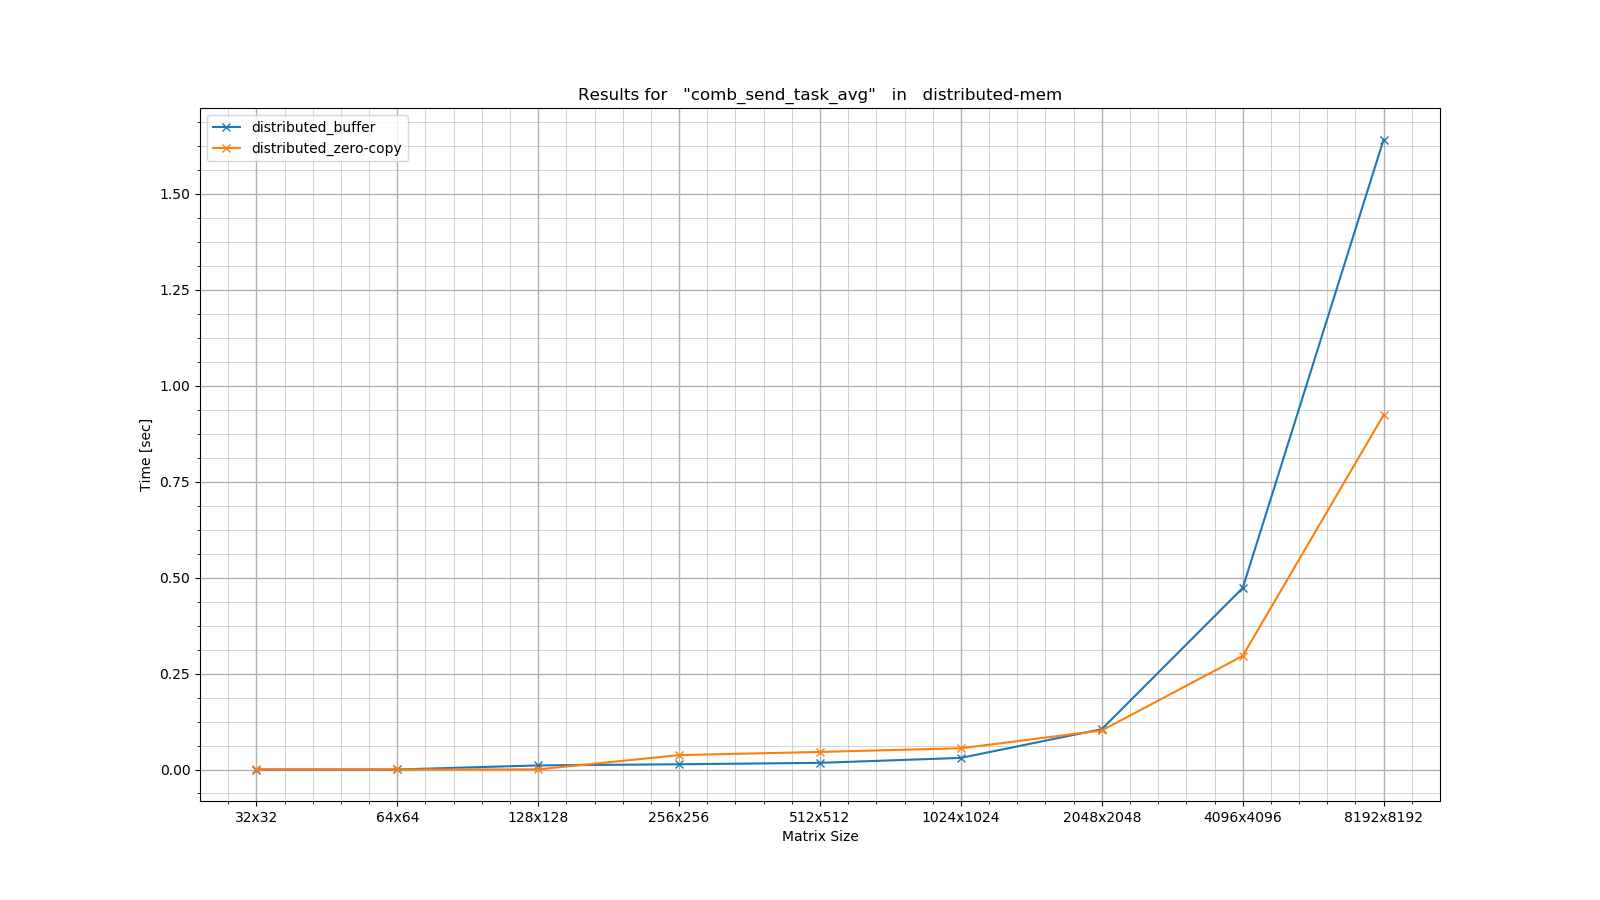 Results for "comb_send_task_avg" in distributed-mem
distributed_buffer
distributed_zero-copy
1.50
1.25
1.00
0.75
0.50
0.25
0.00
Time [sec]
32x32 64x64 128x128 256x256 512x512 1024x1024 2048x2048 4096x4096 8192x8192
Matrix Size